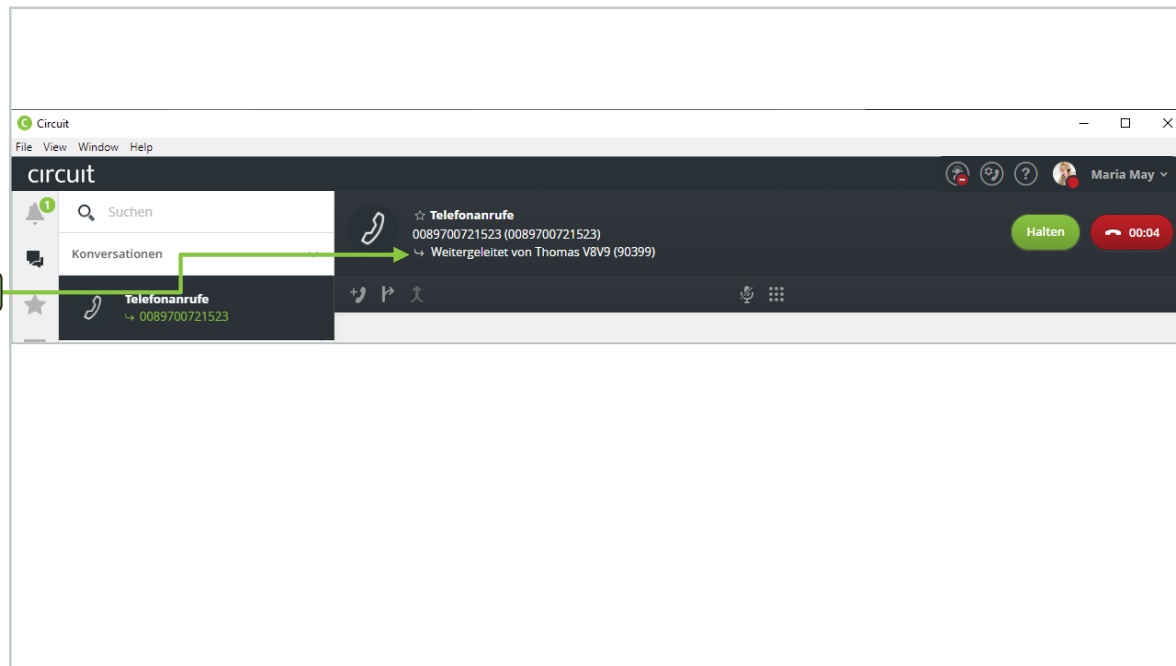 Circuit
File View Window Help
circuit
?
Maria May
1
Suchen
Konversationen
Telefonanrufe
0089700721523
Telefonanrufe
0089700721523 (0089700721523)
Weitergeleitet von Thomas V8V9 (90399)
Halten
00:04